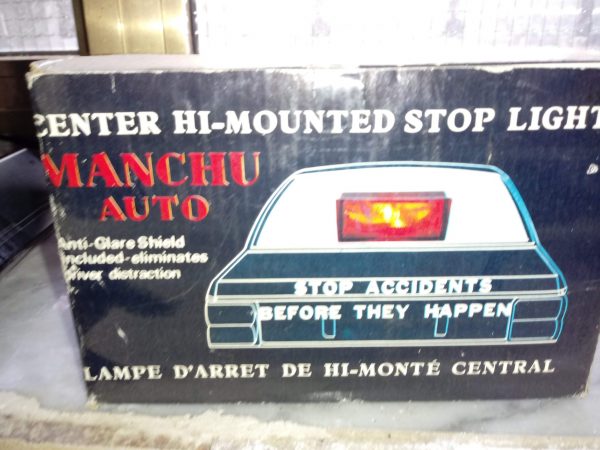 CENTER HI-MOUNTED STOP LIGHT
MANCHU
AUTO
Anti-Glare Shield
included-eliminates
driver distraction
STOP ACCIDENTS
BEFORE THEY HAPPEN
LAMPE D'ARRET DE HI-MONTÉ CENTRAL